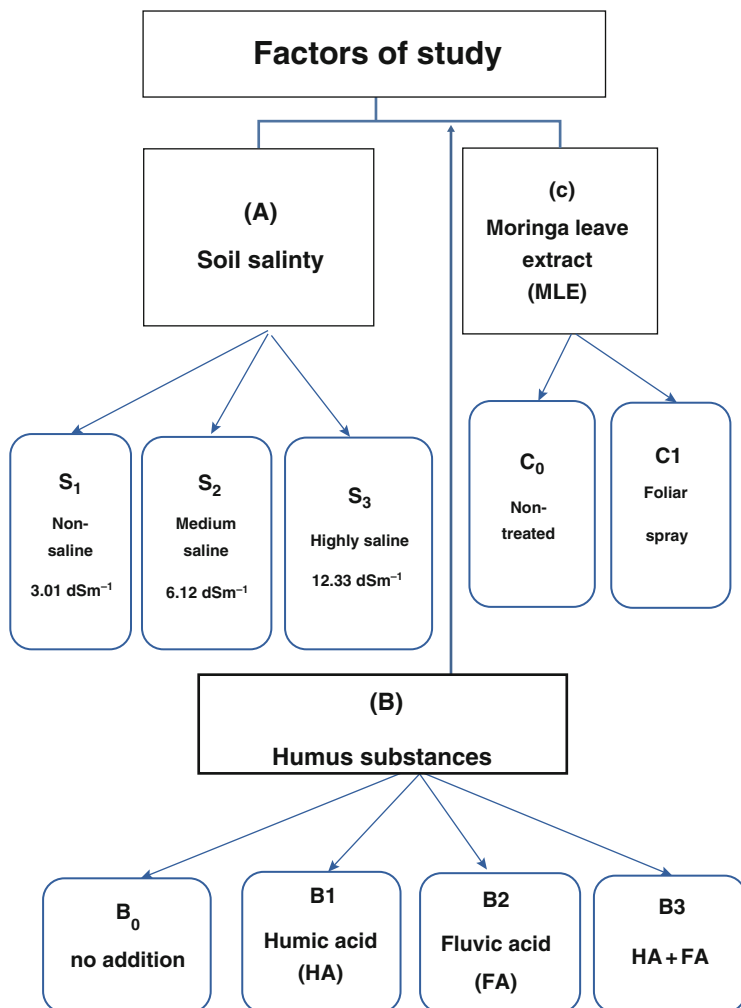 Factors of study
(A)
Soil salinty
(c)
Moringa leave
extract
(MLE)
S₁
Non-
saline
3.01 dSm⁻¹
S₂
Medium
saline
6.12 dSm⁻¹
S₃
Highly saline
12.33 dSm⁻¹
C₀
Non-
treated
C1
Foliar
spray
(B)
Humus substances
B₀
no addition
B1
Humic acid
(HA)
B2
Fluvic acid
(FA)
B3
HA + FA